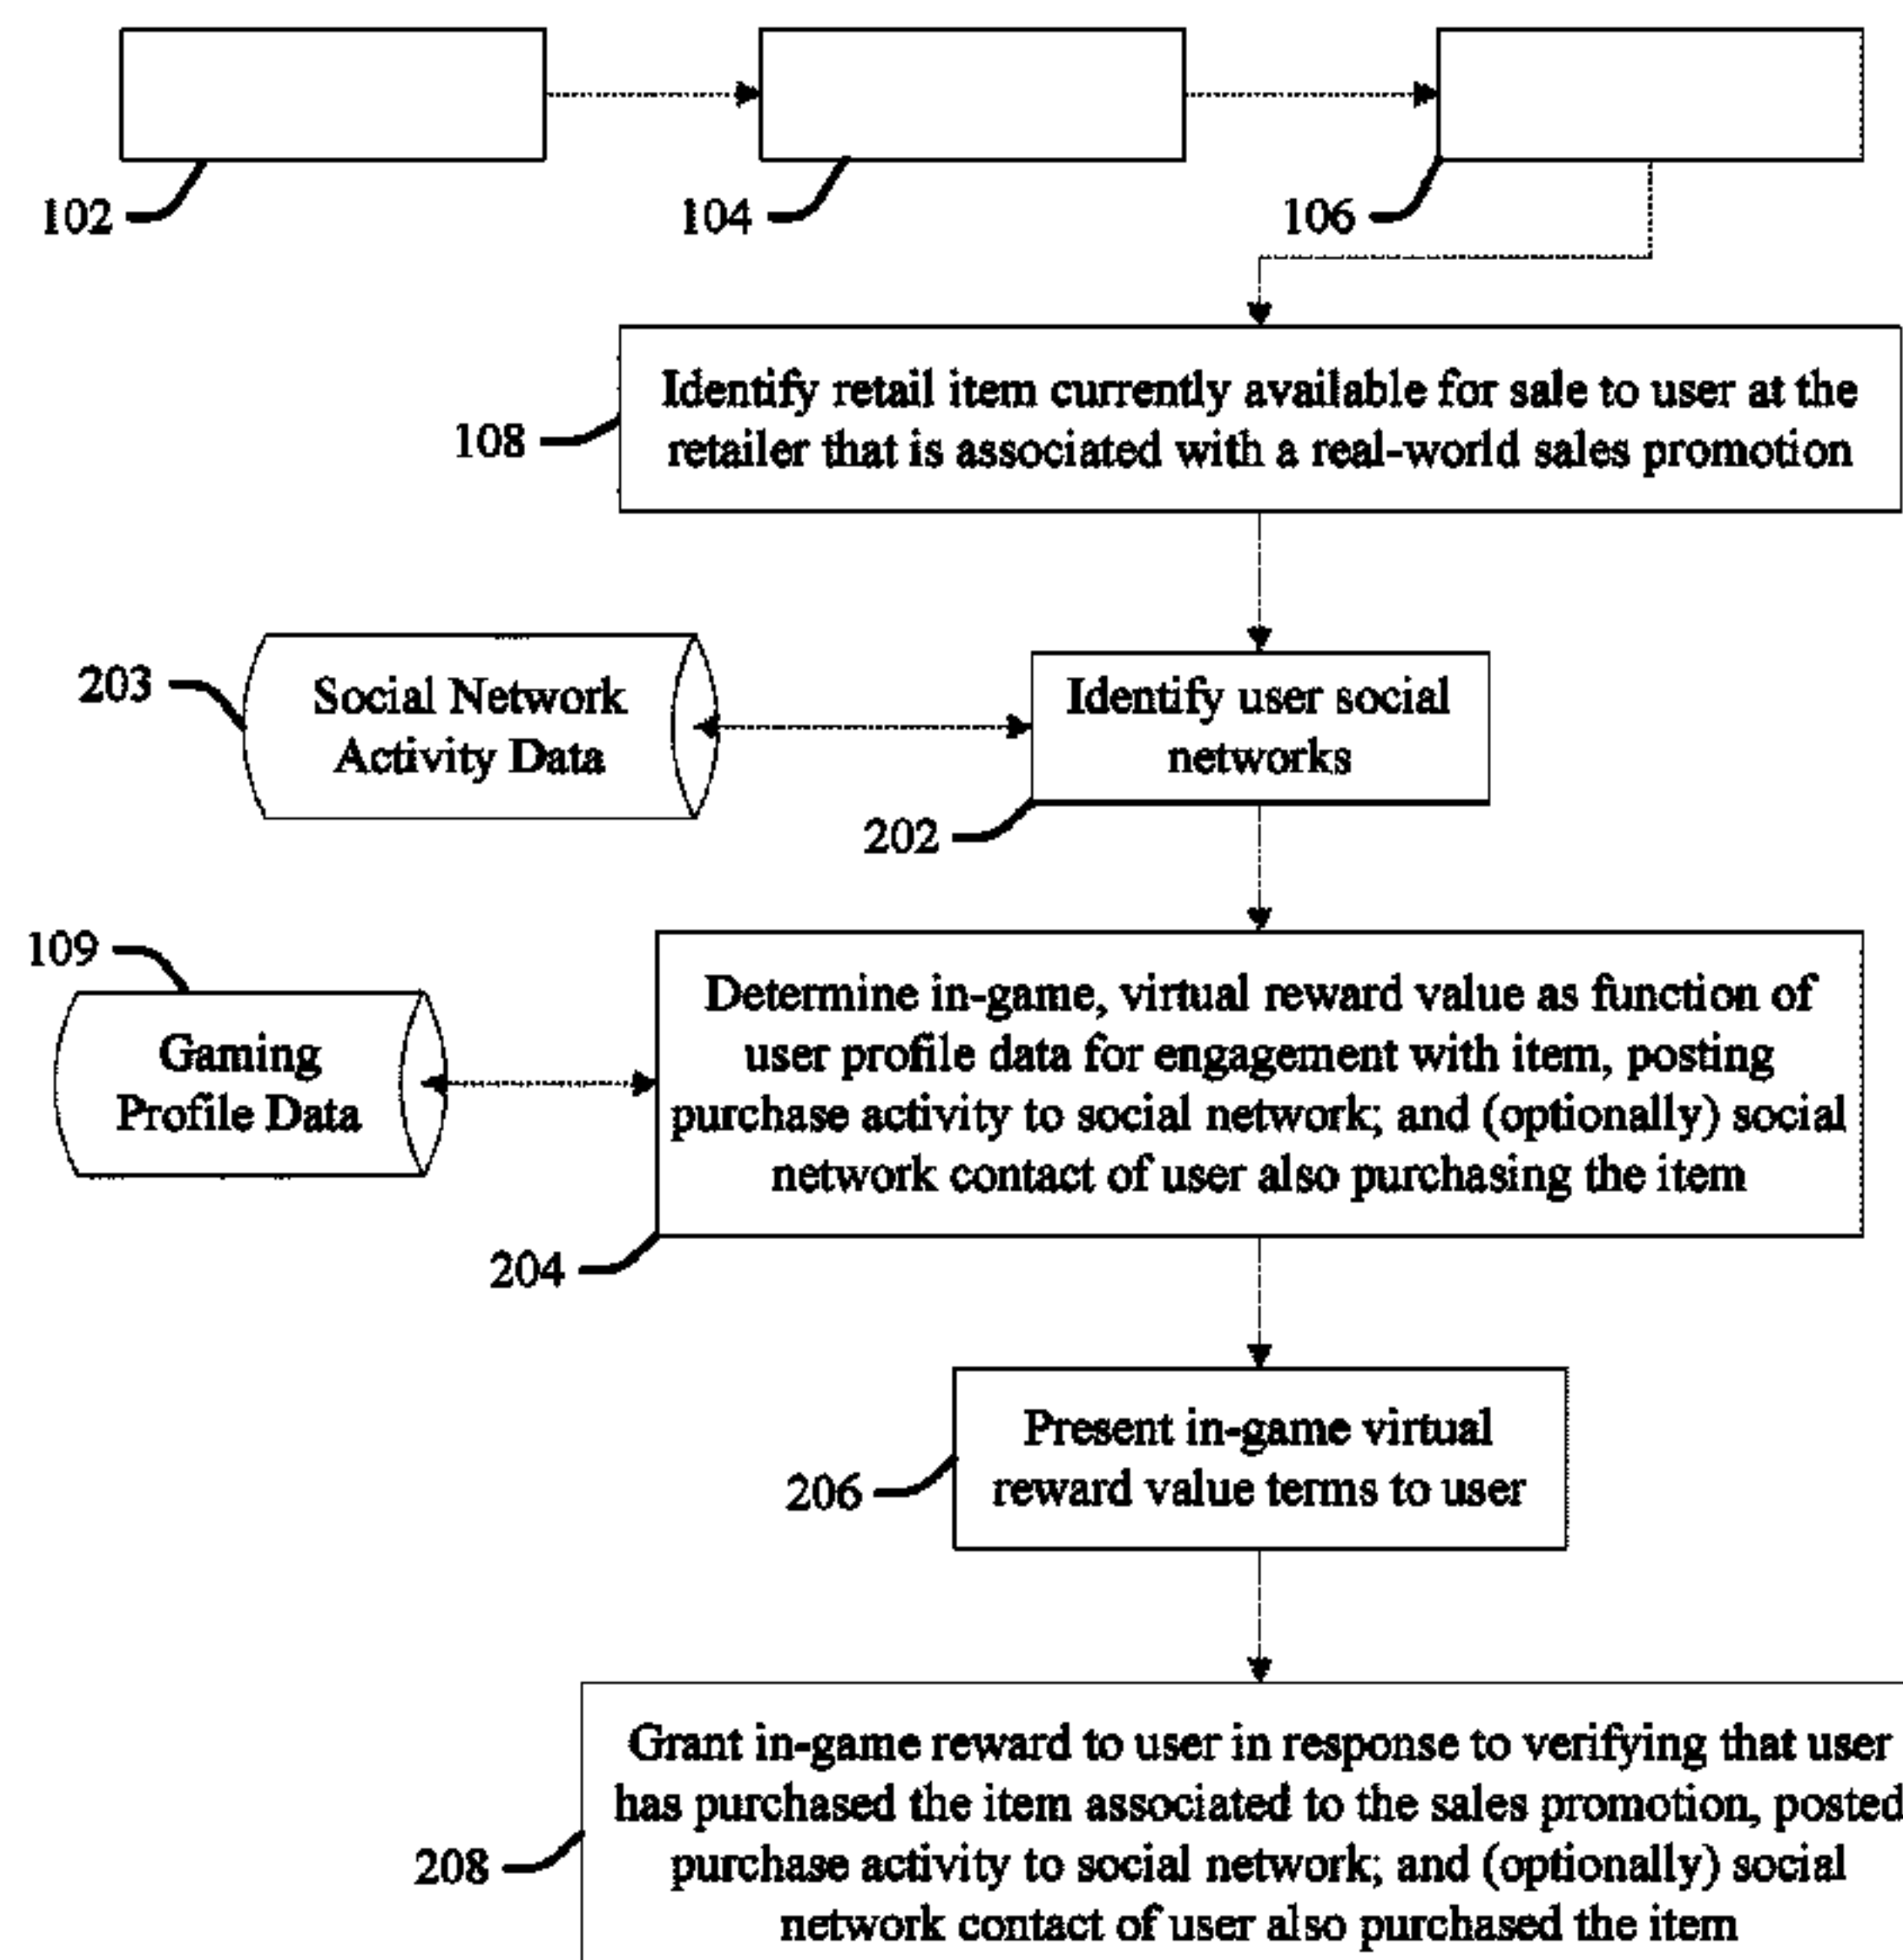 102
104
106
Identify retail item currently available for sale to user at the
retailer that is associated with a real-world sales promotion
108
203
Social Network
Activity Data
Identify user social
networks
202
109
Gaming
Profile Data
Determine in-game, virtual reward value as function of
user profile data for engagement with item, posting
purchase activity to social network; and (optionally) social
network contact of user also purchasing the item
204
Present in-game virtual
reward value terms to user
206
Grant in-game reward to user in response to verifying that user
has purchased the item associated to the sales promotion, posted
purchase activity to social network; and (optionally) social
network contact of user also purchased the item
208